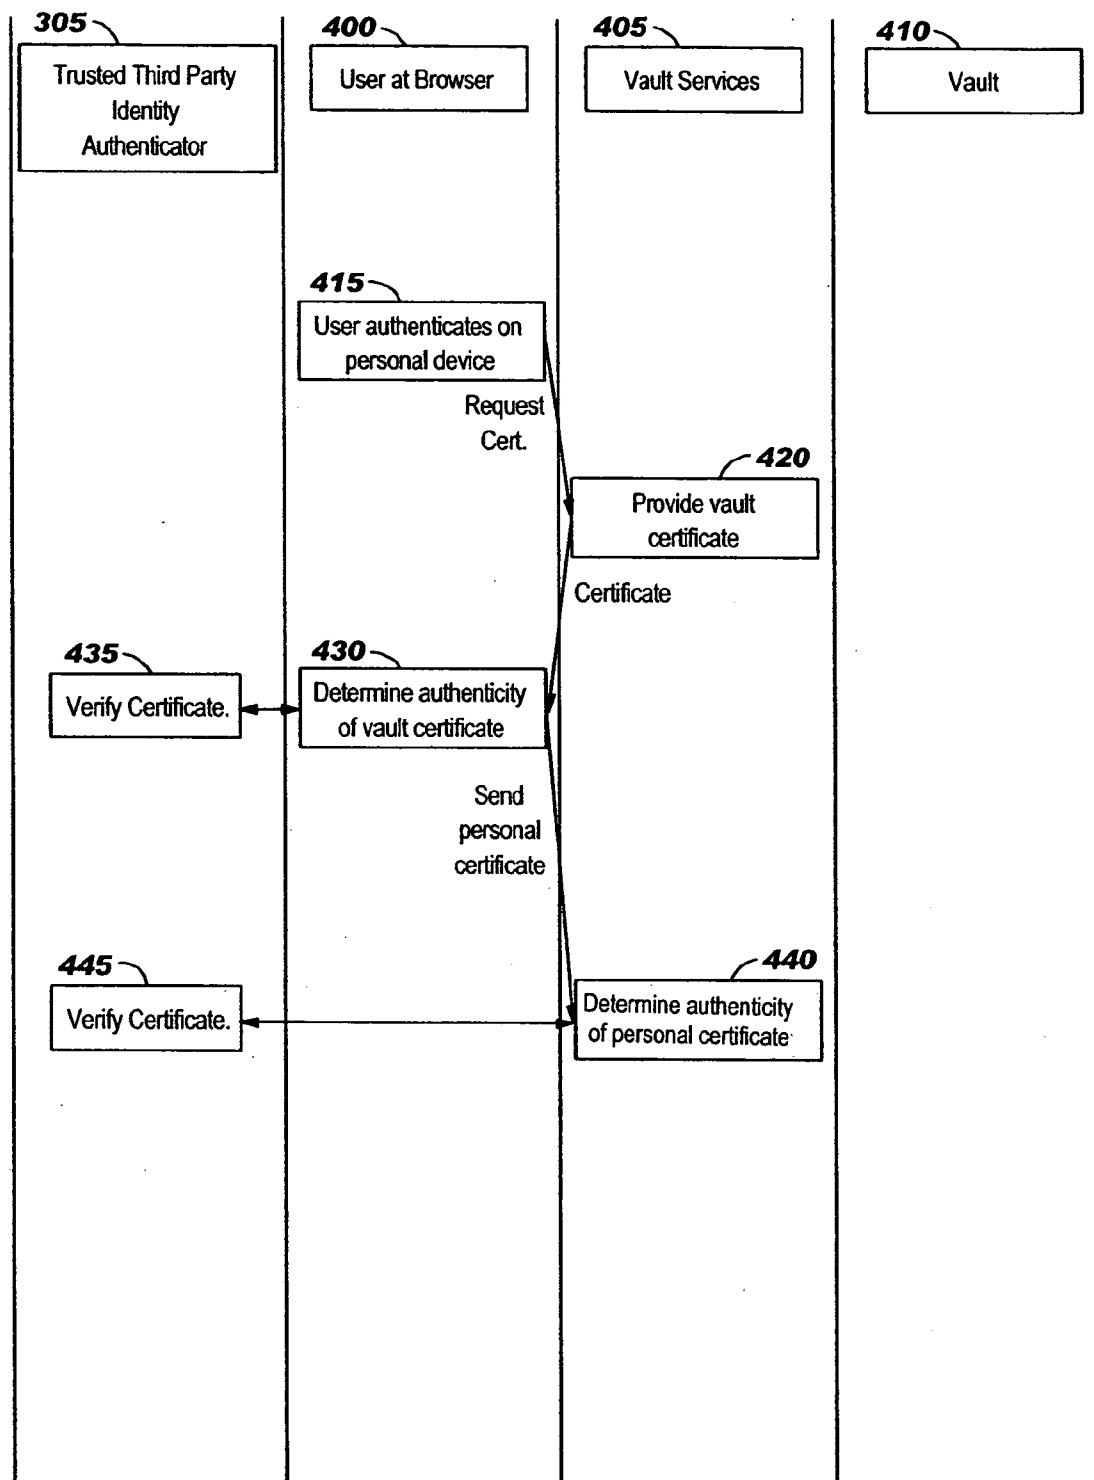 305
400
405
410
Trusted Third Party
Identity
Authenticator
User at Browser
Vault Services
Vault
415
User authenticates on
personal device
Request
Cert.
420
Provide vault
certificate
Certificate
435
430
Verify Certificate.
Determine authenticity
of vault certificate
Send
personal
certificate
445
440
Verify Certificate.
Determine authenticity
of personal certificate